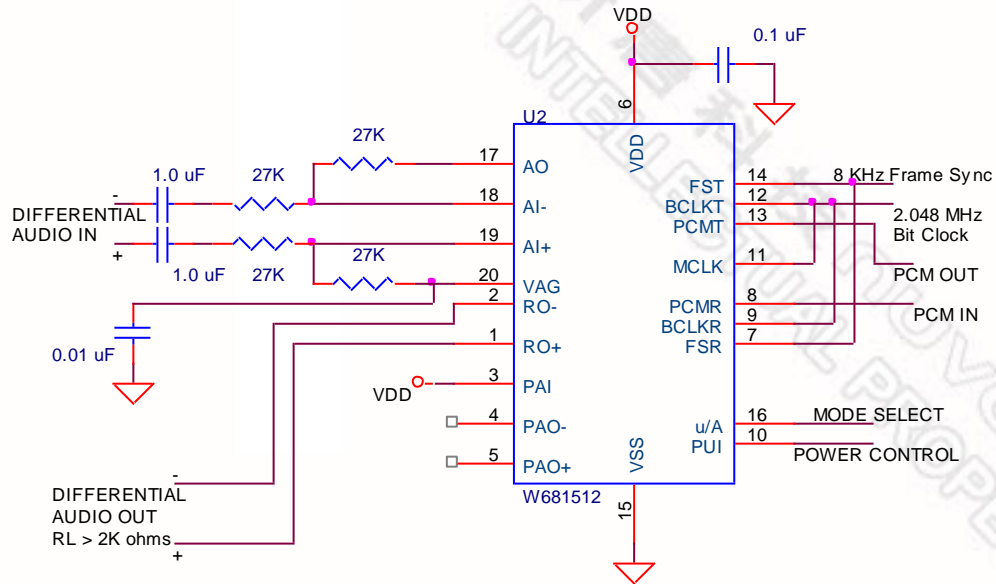 VDD
0.1 uF
6
U2
VDD
27K
17
AO
1.0 uF
27K
18
AI-
-
DIFFERENTIAL
AUDIO IN
+
19
AI+
1.0 uF
27K
27K
20
VAG
2
RO-
0.01 uF
1
RO+
VDD
3
PAI
4
PAO-
5
PAO+
-
DIFFERENTIAL
AUDIO OUT
RL > 2K ohms
+
14
FST
8 KHz Frame Sync
12
BCLKT
2.048 MHz
Bit Clock
13
PCMT
PCM OUT
11
MCLK
8
PCMR
PCM IN
9
BCLKR
7
FSR
16
u/A
MODE SELECT
10
PUI
POWER CONTROL
VSS
15
W681512
INTELLECTUAL PROPE